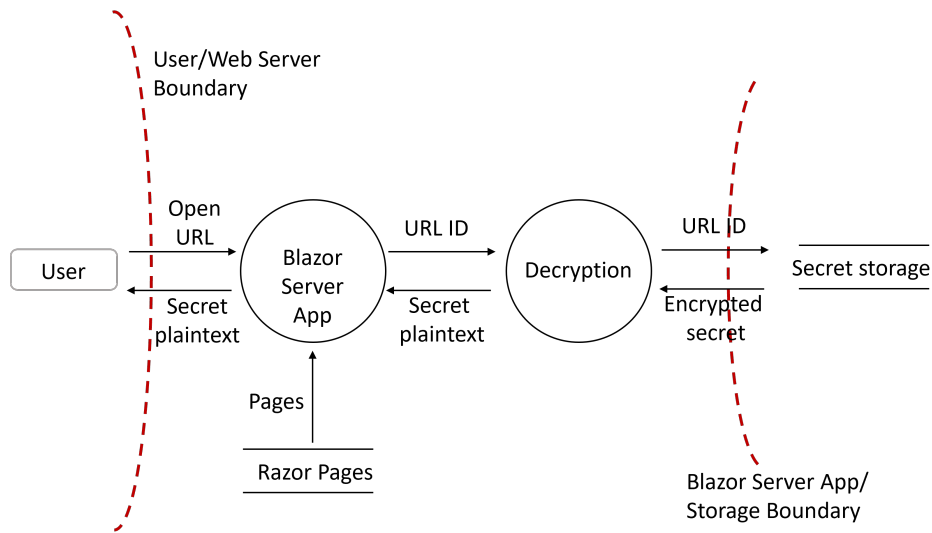 User/Web Server
Boundary
Open
URL
URL ID
URL ID
User
Blazor
Server
App
Decryption
Secret storage
Secret
plaintext
Secret
plaintext
Encrypted
secret
Pages
Razor Pages
Blazor Server App/
Storage Boundary